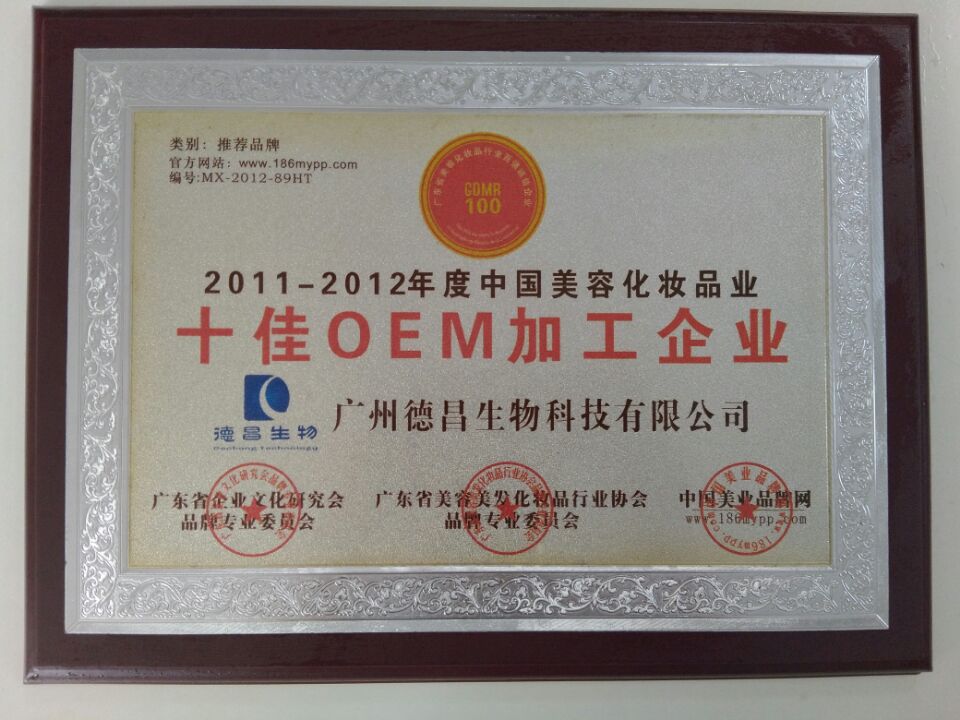 类别：推荐品牌
官方网站：www.186mypp.com
编号:MX-2012-89HT
GDMR
100
2011-2012年度中国美容化妆品业
十佳OEM加工企业
德昌生物
Dechang technology
广州德昌生物科技有限公司
广东省企业文化研究会
品牌专业委员会
广东省美容美发化妆品行业协会
品牌专业委员会
中国美业品牌网
www.186mypp.com